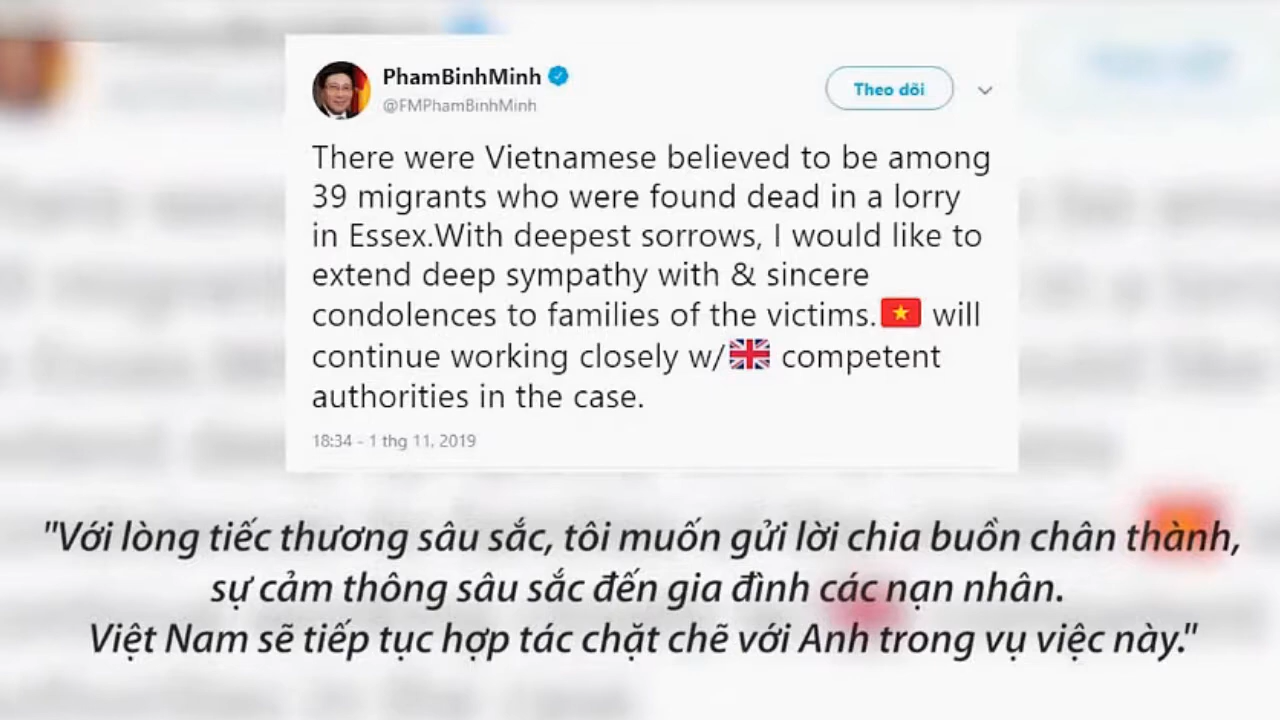 PhamBinhMinh
@FMPhamBinhMinh
Theo dõi
There were Vietnamese believed to be among
39 migrants who were found dead in a lorry
in Essex.With deepest sorrows, I would like to
extend deep sympathy with & sincere
condolences to families of the victims.🇻🇳 will
continue working closely w/🇬🇧 competent
authorities in the case.
18:34 - 1 thg 11, 2019
"Với lòng tiếc thương sâu sắc, tôi muốn gửi lời chia buồn chân thành,
sự cảm thông sâu sắc đến gia đình các nạn nhân.
Việt Nam sẽ tiếp tục hợp tác chặt chẽ với Anh trong vụ việc này."